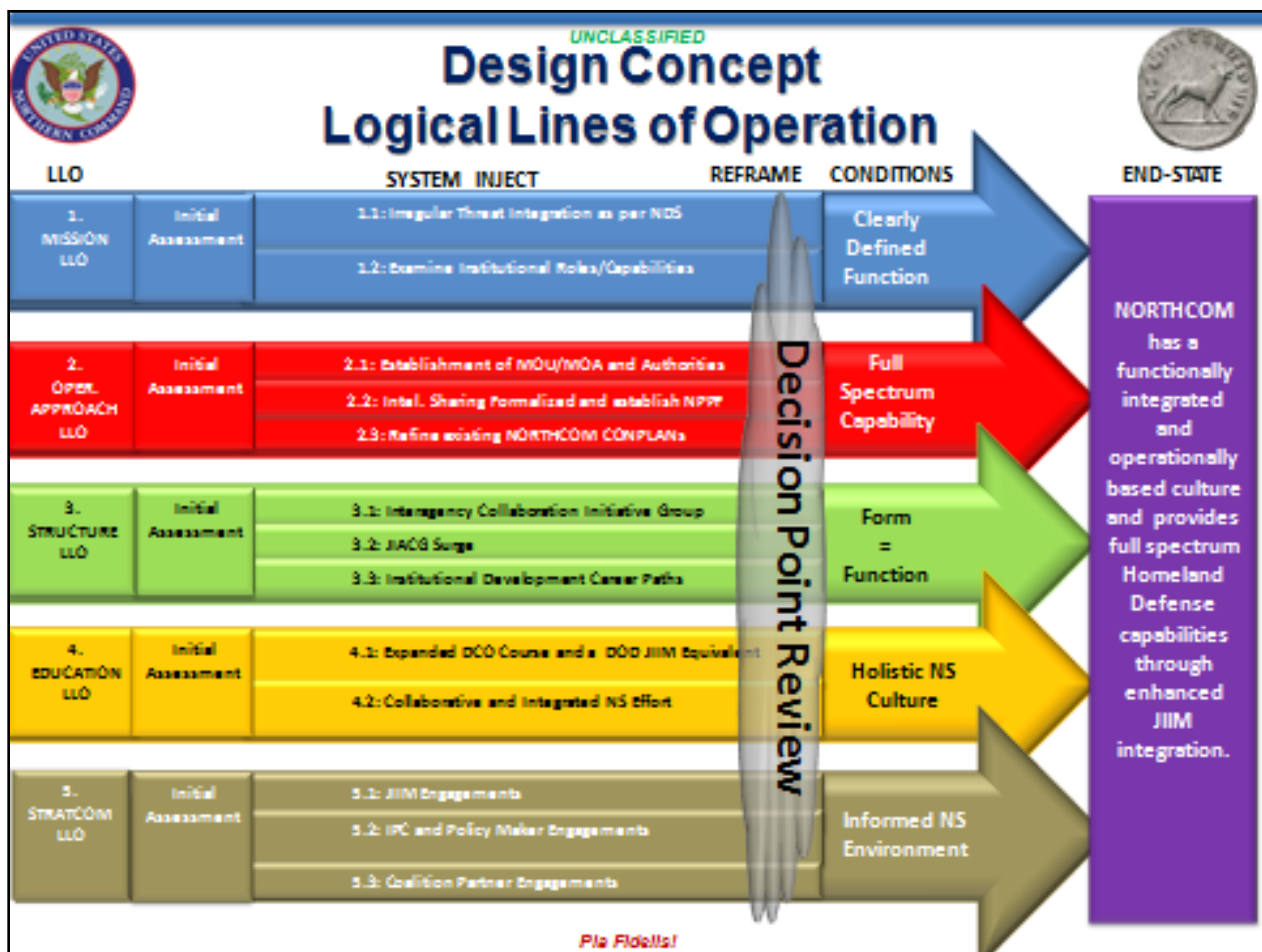 UNCLASSIFIED
Design Concept
Logical Lines of Operation
UNITED STATES
NORTHERN COMMAND
LLO
SYSTEM INJECT
REFRAME
CONDITIONS
END-STATE
1.
MISSION
LLO
Initial
Assessment
1.1: Irregular Threat Integration as per NDS
1.2: Examine Institutional Roles/Capabilities
Clearly
Defined
Function
2.
OPER.
APPROACH
LLO
Initial
Assessment
2.1: Establishment of MOU/MOA and Authorities
2.2: Intel. Sharing Formalized and establish NPPF
2.3: Refine existing NORTHCOM CONPLANs
Full
Spectrum
Capability
3.
STRUCTURE
LLO
Initial
Assessment
3.1: Interagency Collaboration Initiative Group
3.2: JIACG Surge
3.3: Institutional Development Career Paths
Form
=
Function
4.
EDUCATION
LLO
Initial
Assessment
4.1: Expanded DCO Course and a DOD JIIM Equivalent
4.2: Collaborative and Integrated NS Effort
Holistic NS
Culture
5.
STRATCOM
LLO
Initial
Assessment
5.1: JIIM Engagements
5.2: IPC and Policy Maker Engagements
5.3: Coalition Partner Engagements
Informed NS
Environment
Decision Point Review
NORTHCOM
has a
functionally
integrated
and
operationally
based culture
and provides
full spectrum
Homeland
Defense
capabilities
through
enhanced
JIIM
integration.
Pia Fidelis!